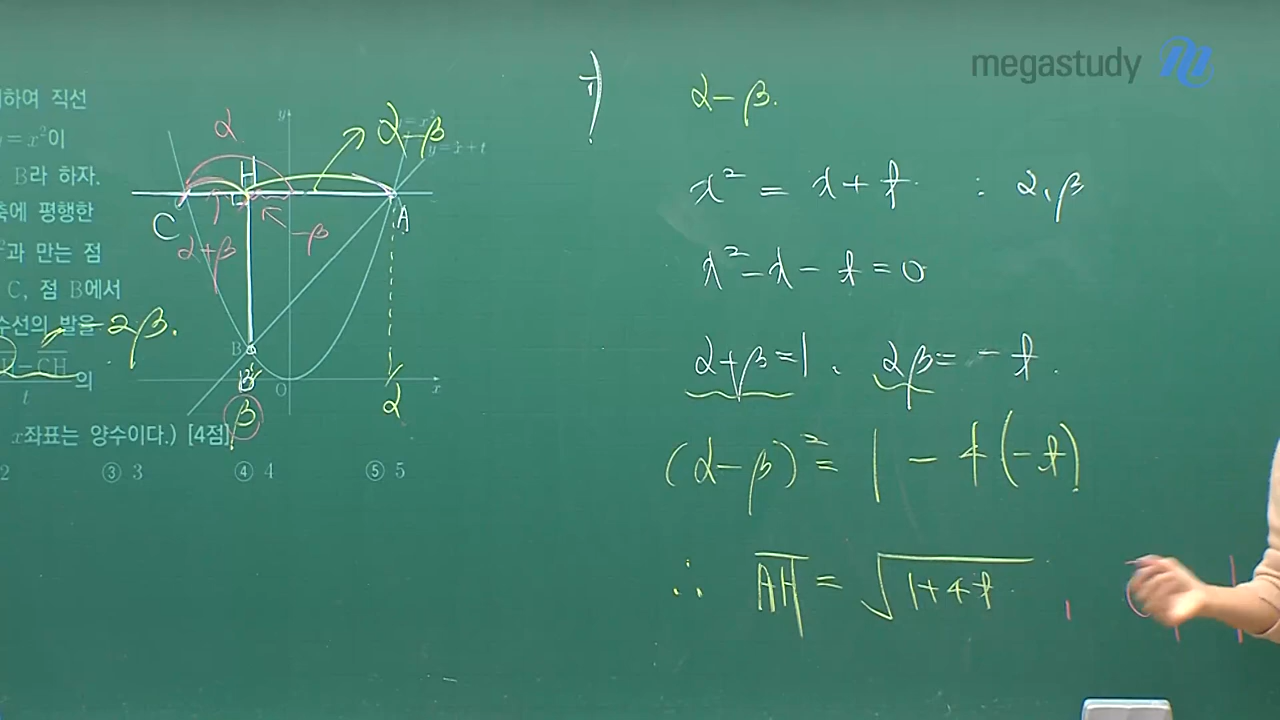 megastudy
하여 직선
y = x²이
B라 하자.
축에 평행한
²과 만는 점
C, 점 B에서
수선의 발을
-2β.
CH
의
t
x좌표는 양수이다.) [4점]
2 ③ 3 ④ 4 ⑤ 5
y
y = x²
y = x + t
α
α-β
H
C
A
-β
α+β
B
B
O
x
β
α
α-β.
x² = x + t : α, β
x² - x - t = 0
α+β=1, αβ = -t.
(α-β)² = 1 - 4(-t)
∴ AH = √1+4t